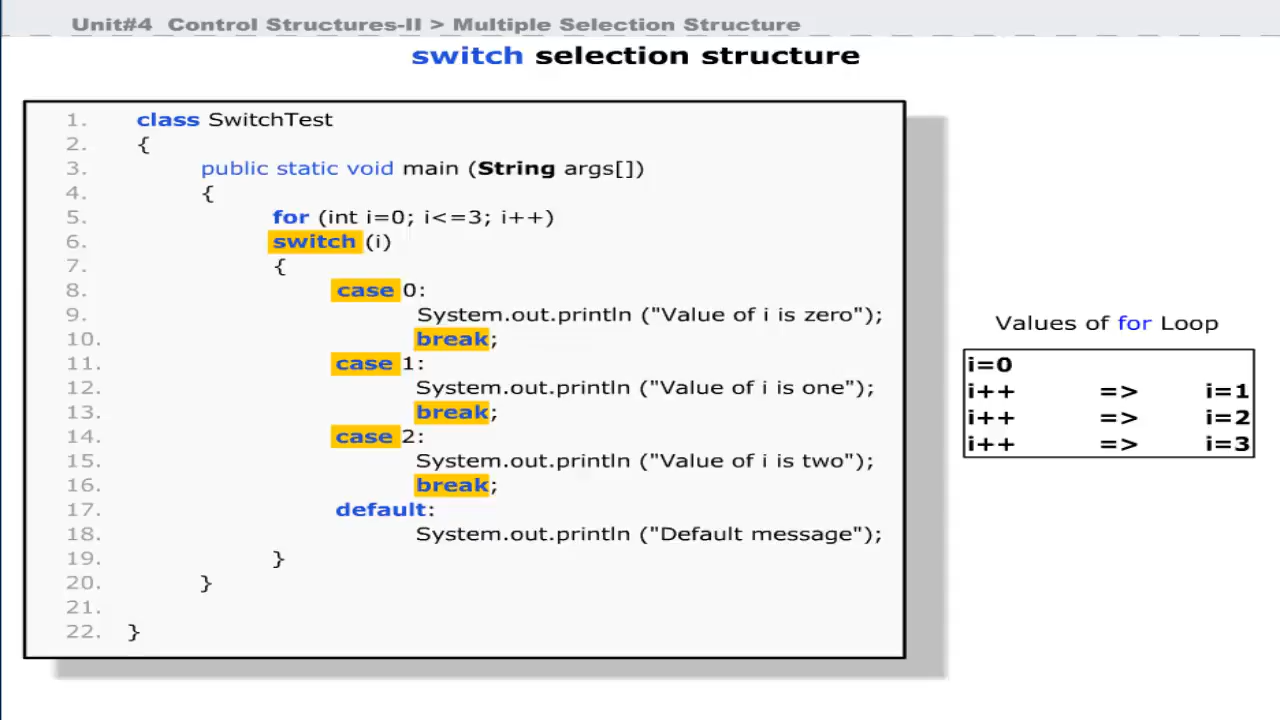 Unit#4 Control Structures-II > Multiple Selection Structure
switch selection structure
1. class SwitchTest
2. {
3. public static void main (String args[])
4. {
5. for (int i=0; i<=3; i++)
6. switch (i)
7. {
8. case 0:
9. System.out.println ("Value of i is zero");
10. break;
11. case 1:
12. System.out.println ("Value of i is one");
13. break;
14. case 2:
15. System.out.println ("Value of i is two");
16. break;
17. default:
18. System.out.println ("Default message");
19. }
20. }
21.
22. }
Values of for Loop
i=0
i++ => i=1
i++ => i=2
i++ => i=3